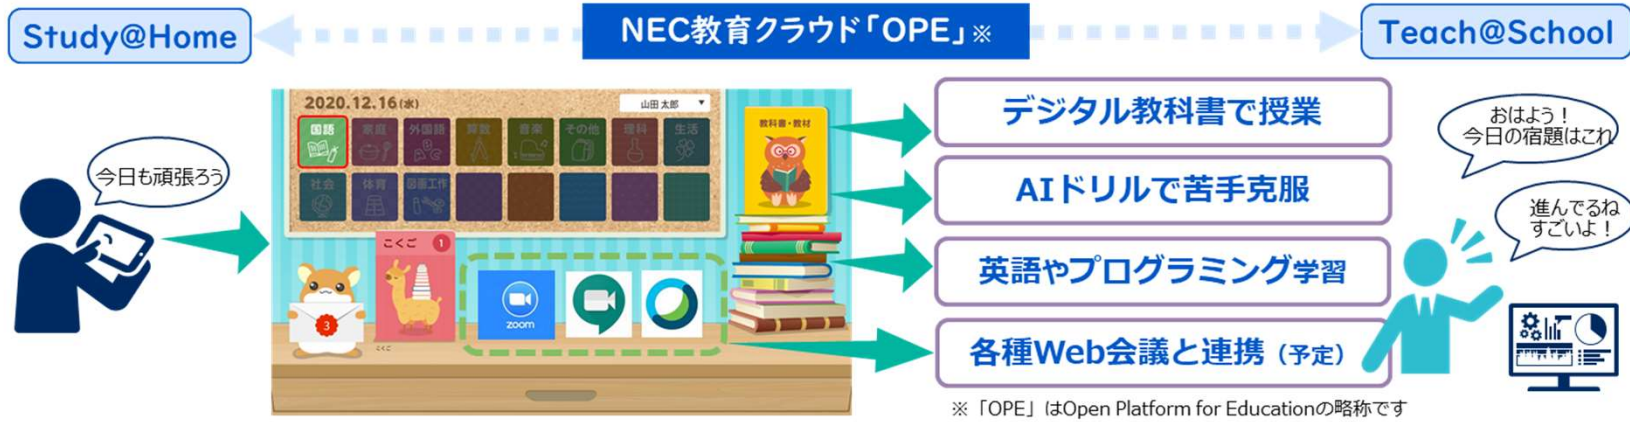 Study@Home
NEC教育クラウド「OPE」※
Teach@School
今日も頑張ろう
2020.12.16(水)
山田 太郎
国語
家庭
外国語
算数
音楽
その他
理科
生活
社会
体育
図画工作
教科書・教材
こくご 1
こくご
3
zoom
デジタル教科書で授業
AIドリルで苦手克服
英語やプログラミング学習
各種Web会議と連携（予定）
おはよう！
今日の宿題はこれ
進んでるね
すごいよ！
※「OPE」はOpen Platform for Educationの略称です